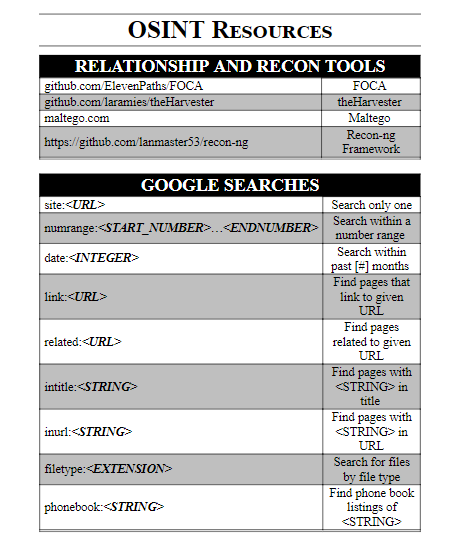 OSINT RESOURCES
RELATIONSHIP AND RECON TOOLS
github.com/ElevenPaths/FOCA FOCA
github.com/laramies/theHarvester theHarvester
maltego.com Maltego
https://github.com/lanmaster53/recon-ng Recon-ng
Framework
GOOGLE SEARCHES
site:<URL> Search only one
numrange:<START_NUMBER>…<ENDNUMBER> Search within a
number range
date:<INTEGER> Search within
past [#] months
link:<URL> Find pages that
link to given
URL
related:<URL> Find pages
related to given
URL
intitle:<STRING> Find pages with
<STRING> in
title
inurl:<STRING> Find pages with
<STRING> in
URL
filetype:<EXTENSION> Search for files
by file type
phonebook:<STRING> Find phone book
listings of
<STRING>